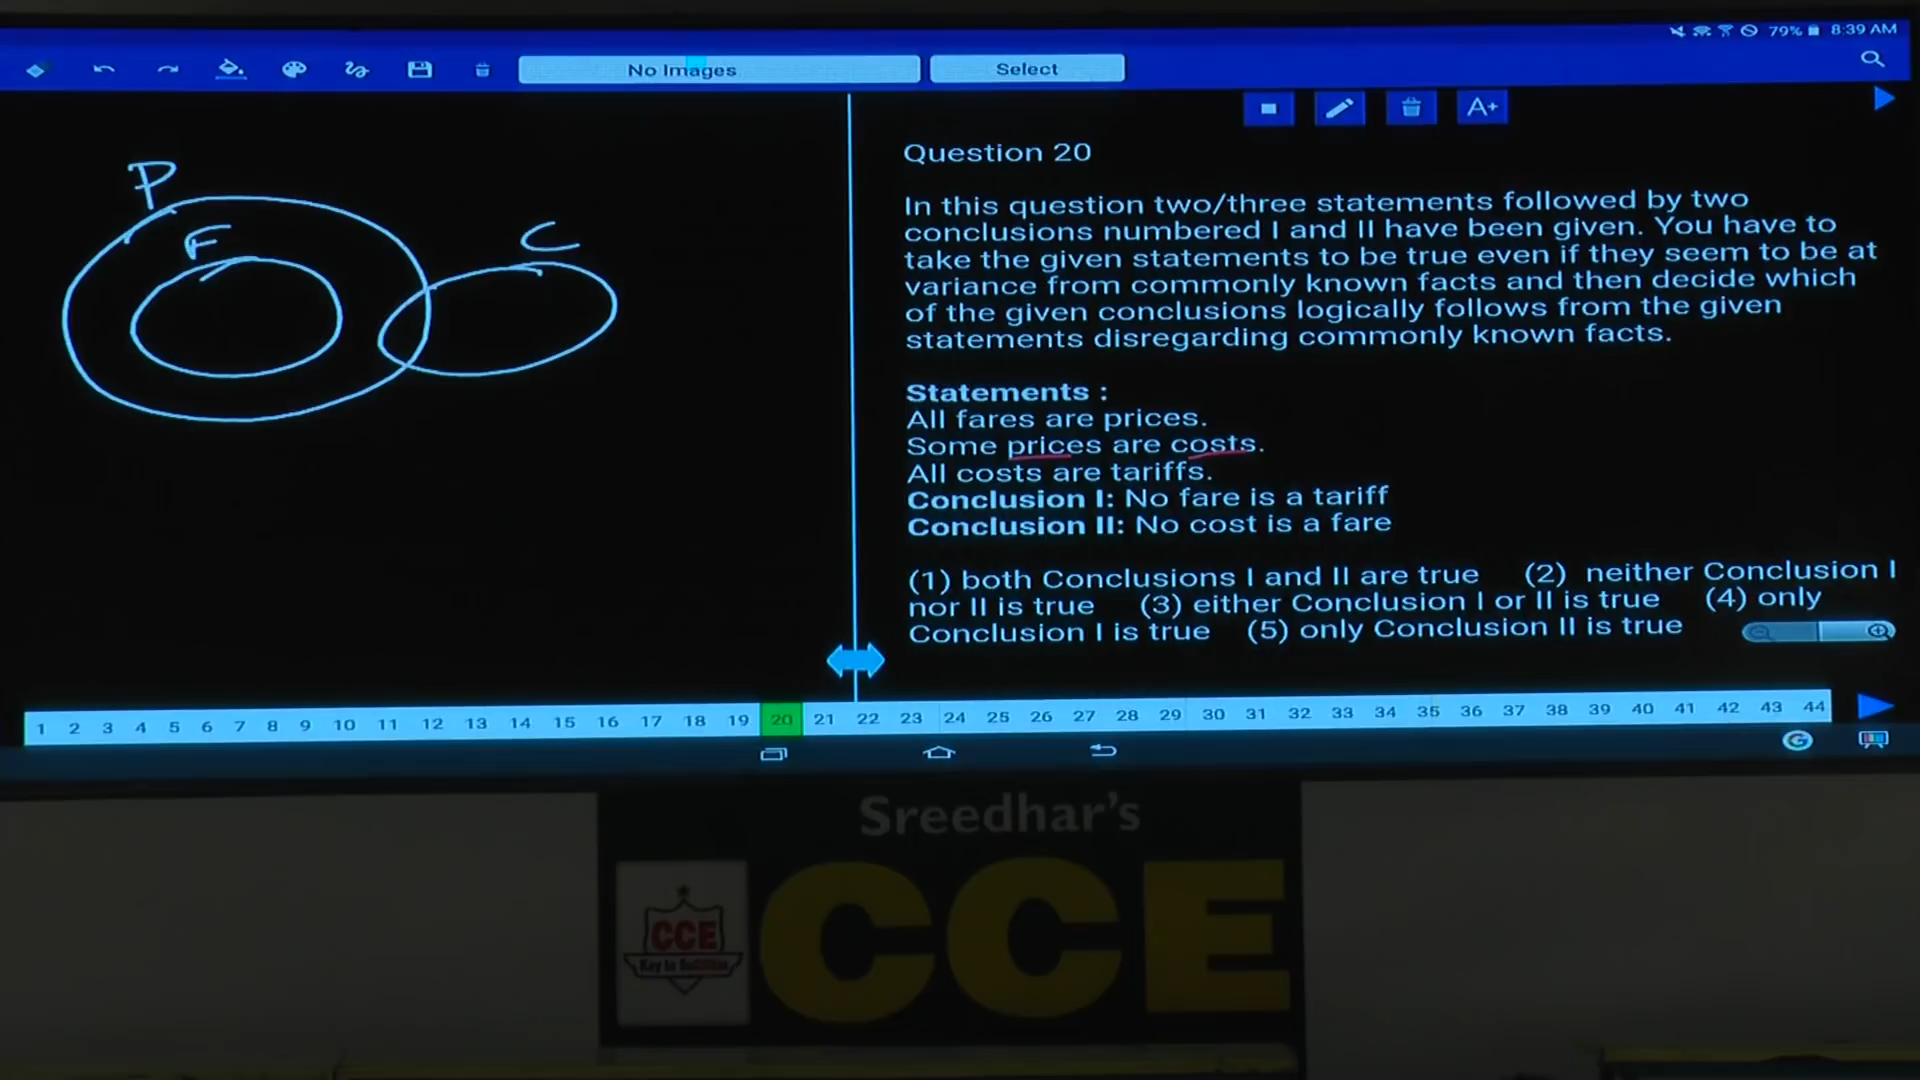 79% 8:39 AM
No Images Select
A+
P
F
C
Question 20
In this question two/three statements followed by two
conclusions numbered I and II have been given. You have to
take the given statements to be true even if they seem to be at
variance from commonly known facts and then decide which
of the given conclusions logically follows from the given
statements disregarding commonly known facts.
Statements :
All fares are prices.
Some prices are costs.
All costs are tariffs.
Conclusion I: No fare is a tariff
Conclusion II: No cost is a fare
(1) both Conclusions I and II are true (2) neither Conclusion I
nor II is true (3) either Conclusion I or II is true (4) only
Conclusion I is true (5) only Conclusion II is true
1 2 3 4 5 6 7 8 9 10 11 12 13 14 15 16 17 18 19 20 21 22 23 24 25 26 27 28 29 30 31 32 33 34 35 36 37 38 39 40 41 42 43 44
G
Sreedhar's
CCE
CCE
Key to Success